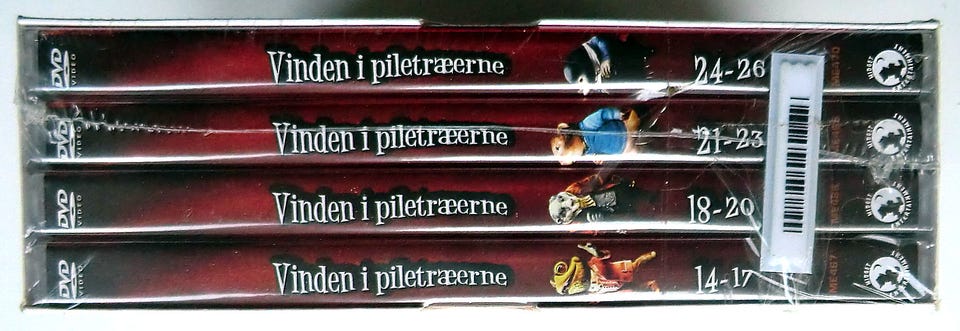 DVD VIDEO Vinden i piletræerne 24-26
DVD VIDEO Vinden i piletræerne 21-23
DVD VIDEO Vinden i piletræerne 18-20
DVD VIDEO Vinden i piletræerne 14-17